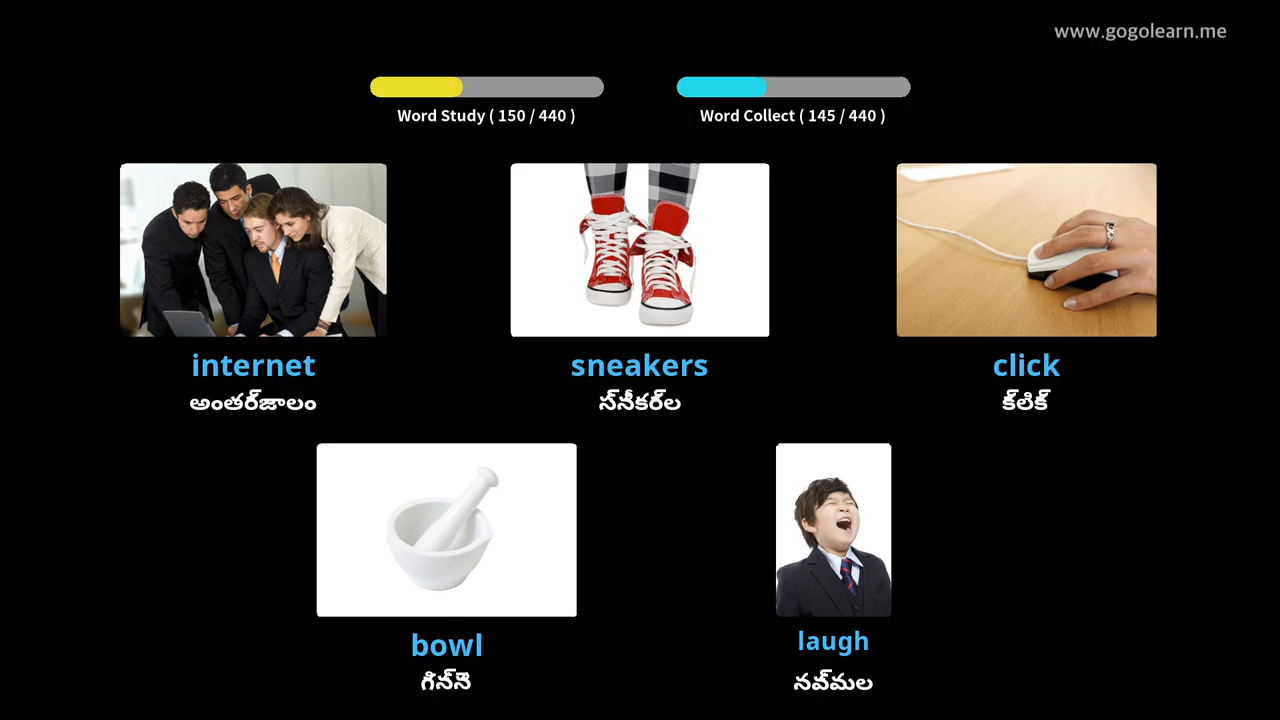 www.gogolearn.me
Word Study ( 150 / 440 )
Word Collect ( 145 / 440 )
internet
అంతర్‌జాలం
sneakers
స్‌నీకర్‌ల
click
క్‌లిక్
bowl
గిన్‌నె
laugh
నవ్‌మల